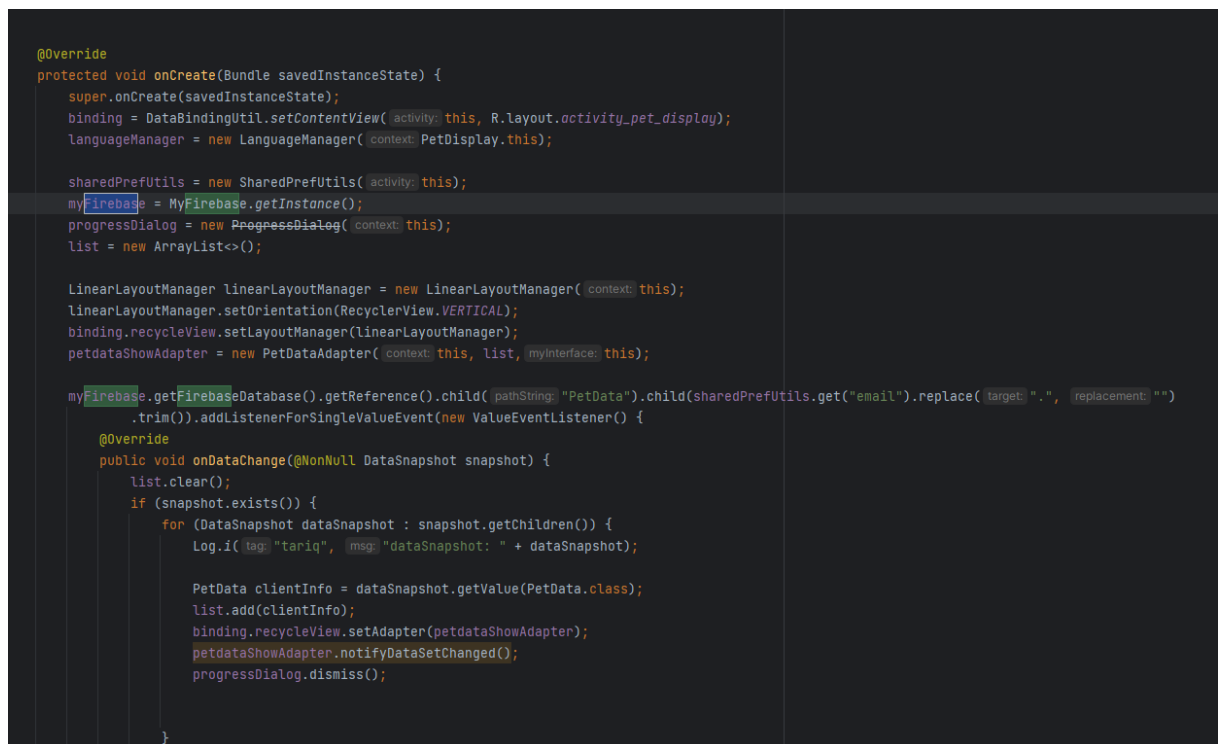 @Override
protected void onCreate(Bundle savedInstanceState) {
super.onCreate(savedInstanceState);
binding = DataBindingUtil.setContentView( activity: this, R.layout.activity_pet_display);
languageManager = new LanguageManager( context: PetDisplay.this);
sharedPrefUtils = new SharedPrefUtils( activity: this);
myFirebase = MyFirebase.getInstance();
progressDialog = new ProgressDialog( context: this);
list = new ArrayList<>();
LinearLayoutManager linearLayoutManager = new LinearLayoutManager( context: this);
linearLayoutManager.setOrientation(RecyclerView.VERTICAL);
binding.recycleView.setLayoutManager(linearLayoutManager);
petdataShowAdapter = new PetDataAdapter( context: this, list, myInterface: this);
myFirebase.getFirebaseDatabase().getReference().child( pathString: "PetData").child(sharedPrefUtils.get("email").replace( target: ".", replacement: "")
.trim()).addListenerForSingleValueEvent(new ValueEventListener() {
@Override
public void onDataChange(@NonNull DataSnapshot snapshot) {
list.clear();
if (snapshot.exists()) {
for (DataSnapshot dataSnapshot : snapshot.getChildren()) {
Log.i( tag: "tariq", msg: "dataSnapshot: " + dataSnapshot);
PetData clientInfo = dataSnapshot.getValue(PetData.class);
list.add(clientInfo);
binding.recycleView.setAdapter(petdataShowAdapter);
petdataShowAdapter.notifyDataSetChanged();
progressDialog.dismiss();
}